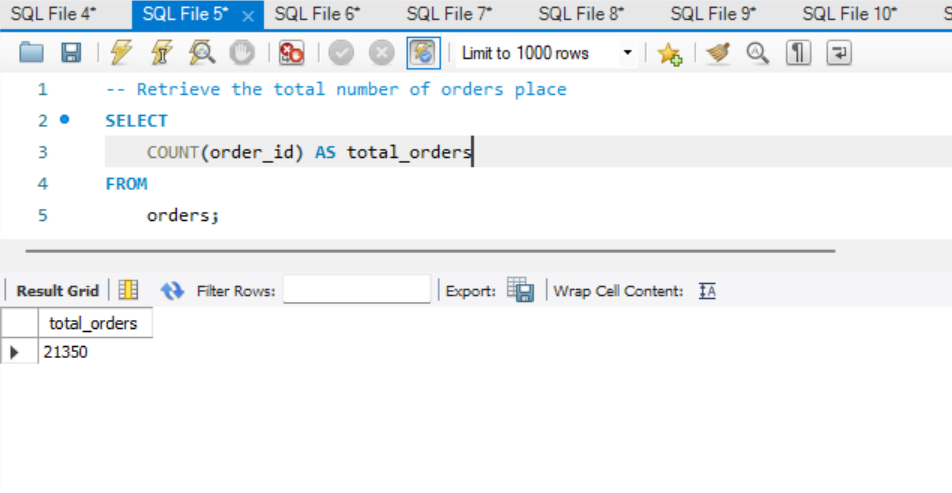 SQL File 4* SQL File 5* SQL File 6* SQL File 7* SQL File 8* SQL File 9* SQL File 10*
Limit to 1000 rows
1 -- Retrieve the total number of orders place
2 SELECT
3 COUNT(order_id) AS total_orders
4 FROM
5 orders;
Result Grid Filter Rows: Export: Wrap Cell Content: IA
total_orders
21350